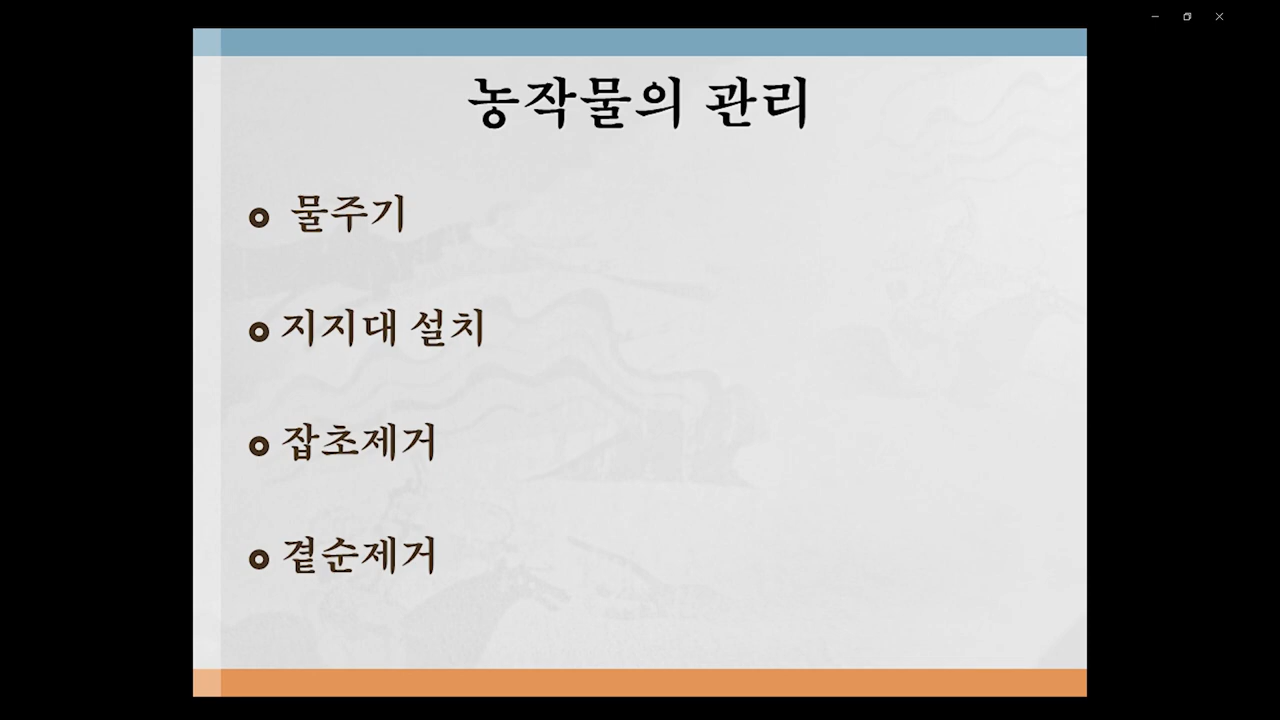 농작물의 관리
물주기
지지대 설치
잡초제거
곁순제거